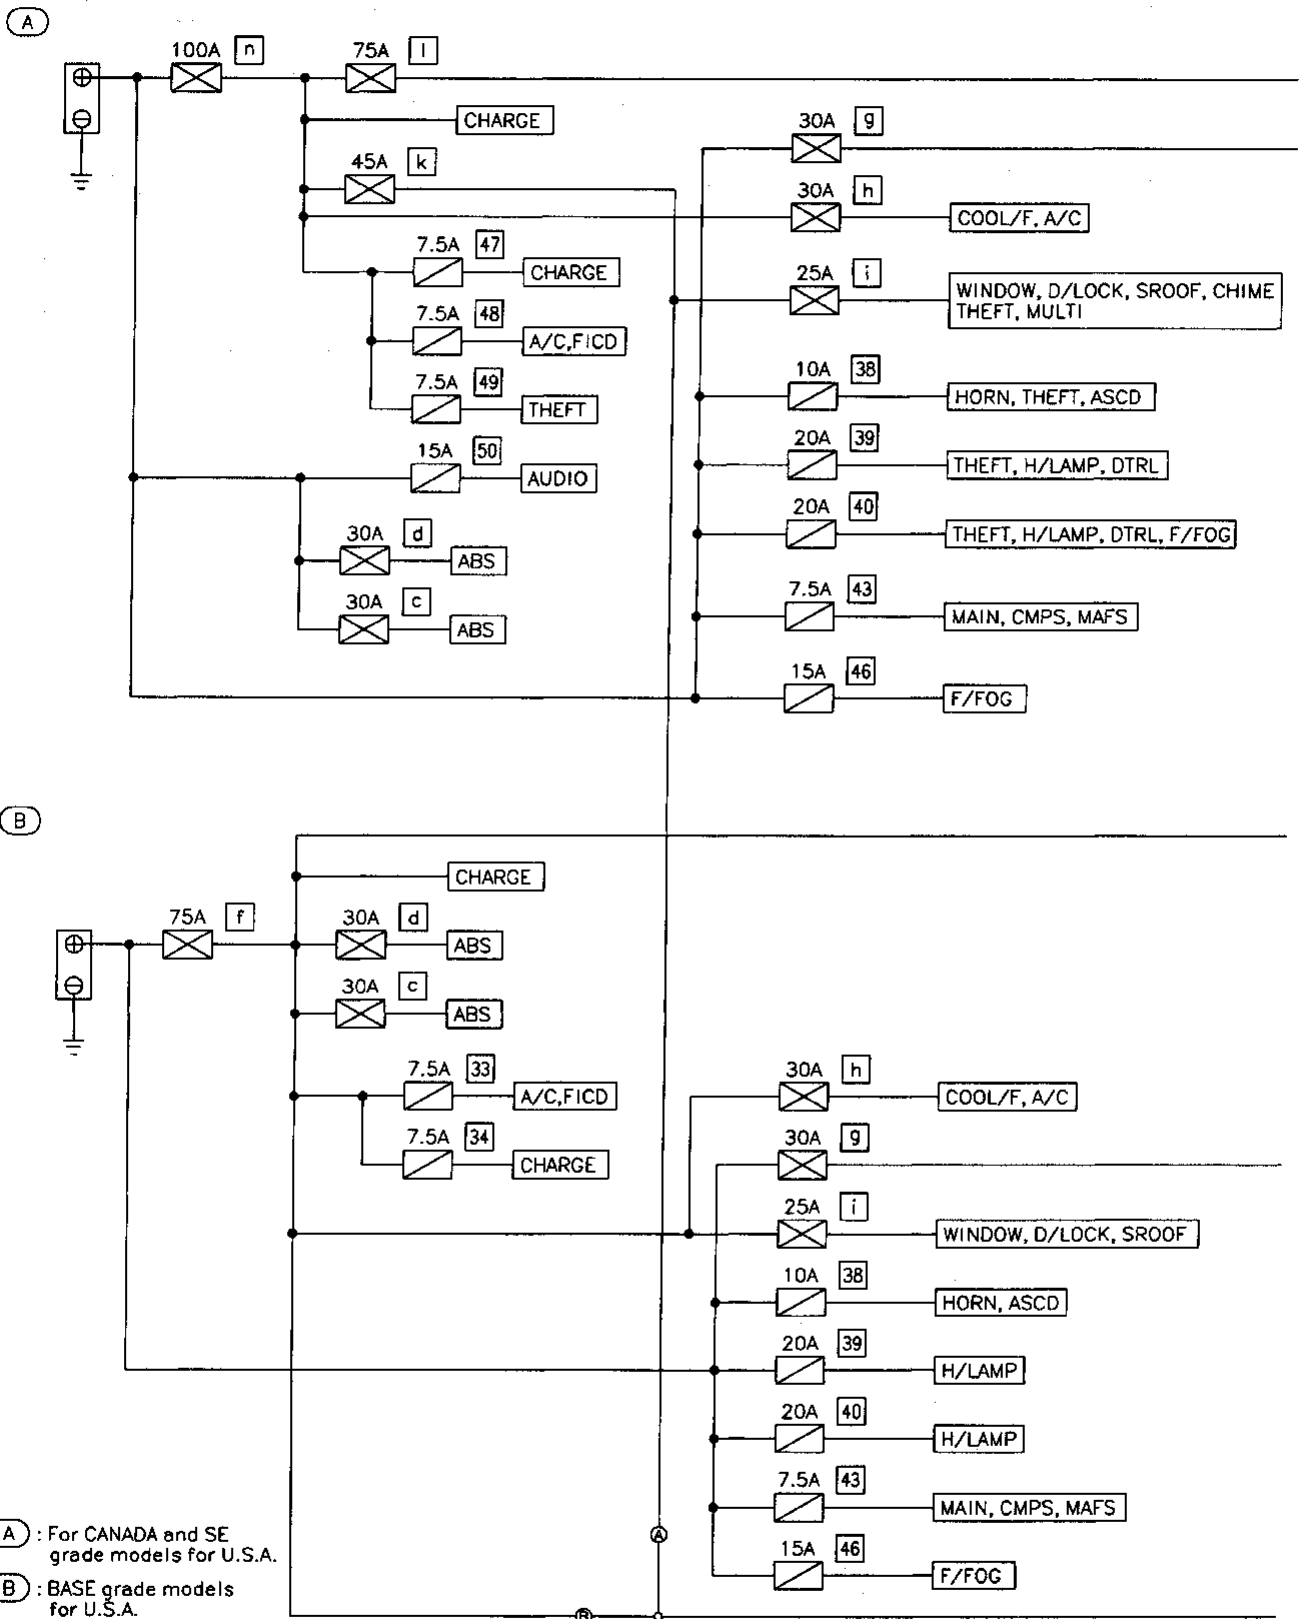 A
100A n 75A l
CHARGE
30A g
45A k
30A h
COOL/F, A/C
7.5A 47
CHARGE
25A i
WINDOW, D/LOCK, SROOF, CHIME
THEFT, MULTI
7.5A 48
A/C,FICD
10A 38
HORN, THEFT, ASCD
7.5A 49
THEFT
20A 39
THEFT, H/LAMP, DTRL
15A 50
AUDIO
20A 40
THEFT, H/LAMP, DTRL, F/FOG
30A d
ABS
7.5A 43
MAIN, CMPS, MAFS
30A c
ABS
15A 46
F/FOG
B
CHARGE
75A f 30A d
ABS
30A c
ABS
7.5A 33
A/C,FICD
30A h
COOL/F, A/C
7.5A 34
CHARGE
30A g
25A i
WINDOW, D/LOCK, SROOF
10A 38
HORN, ASCD
20A 39
H/LAMP
20A 40
H/LAMP
7.5A 43
MAIN, CMPS, MAFS
A
15A 46
F/FOG
A : For CANADA and SE
grade models for U.S.A.
B : BASE grade models
for U.S.A.
B